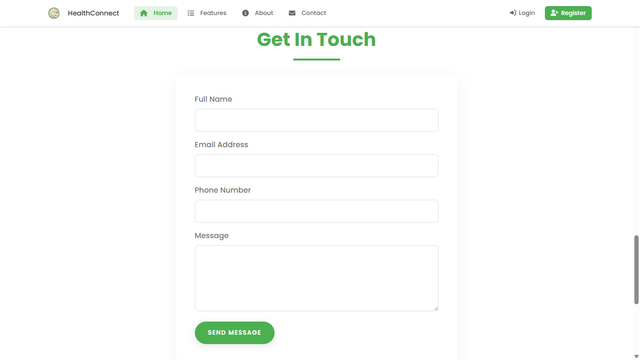 HealthConnect Home Features About Contact Login Register
Get In Touch
Full Name
Email Address
Phone Number
Message
SEND MESSAGE